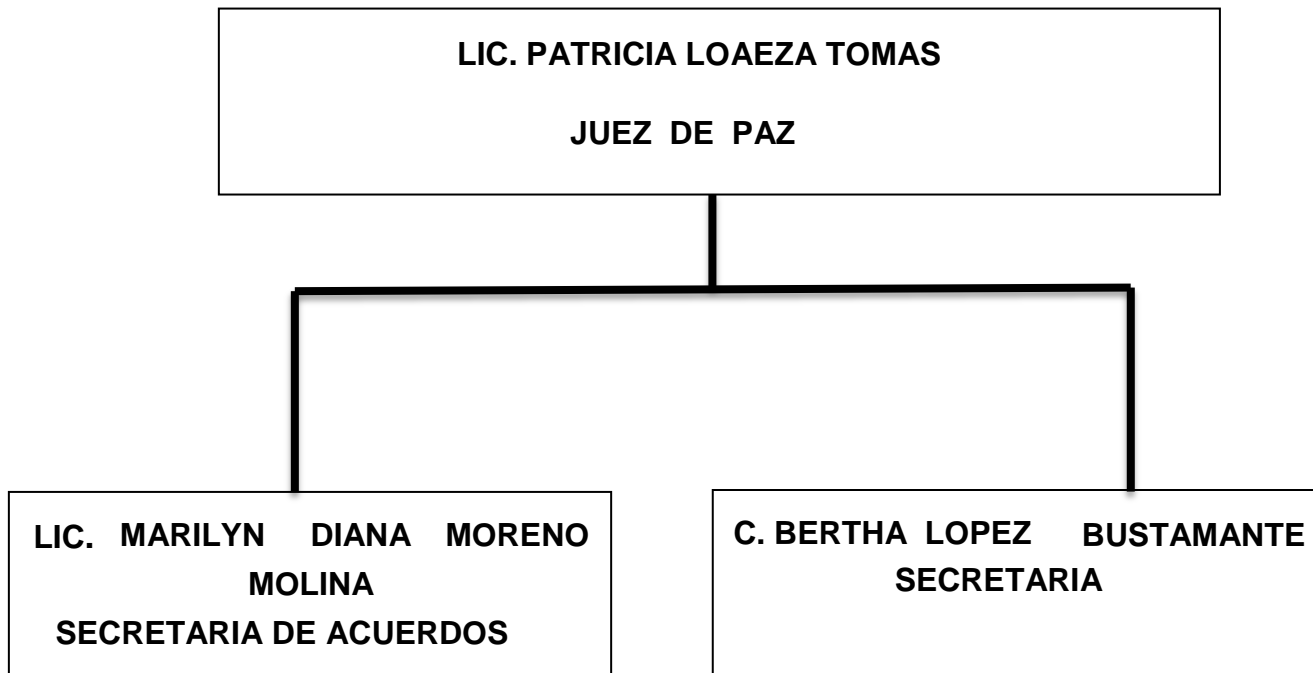 LIC. PATRICIA LOAEZA TOMAS
JUEZ DE PAZ
LIC. MARILYN DIANA MORENO
MOLINA
SECRETARIA DE ACUERDOS
C. BERTHA LOPEZ BUSTAMANTE
SECRETARIA